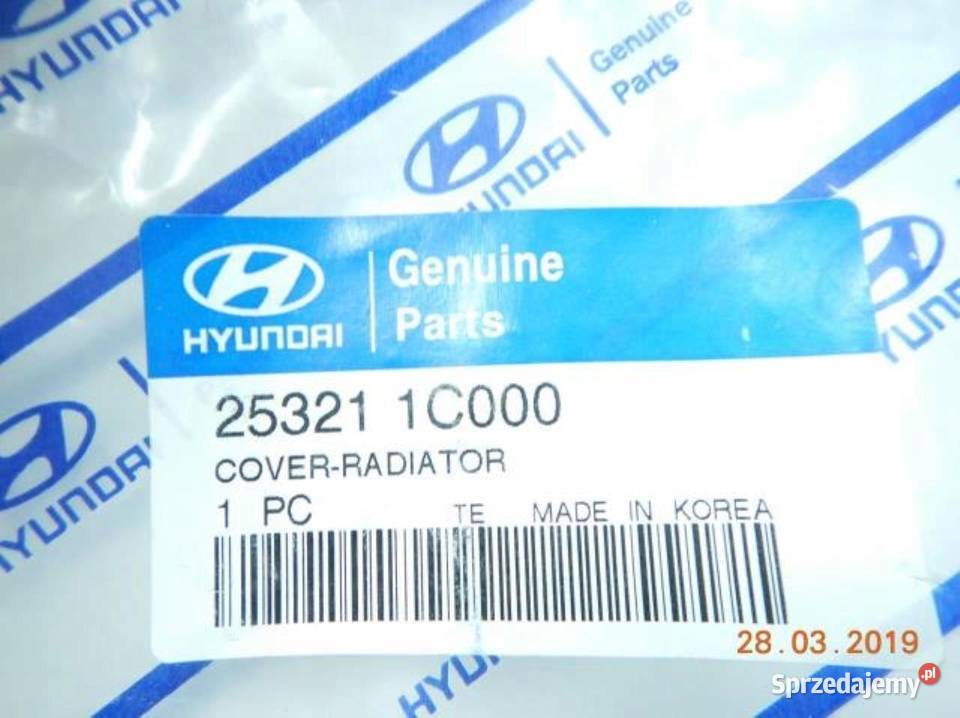 HYUNDAI
Genuine
Parts
HYUNDAI
HYUNDAI
Genuine
Parts
HYUNDAI
25321 1C000
COVER-RADIATOR
1 PC TE MADE IN KOREA
HYUNDAI
28.03.2019
Sprzedajemy.pl